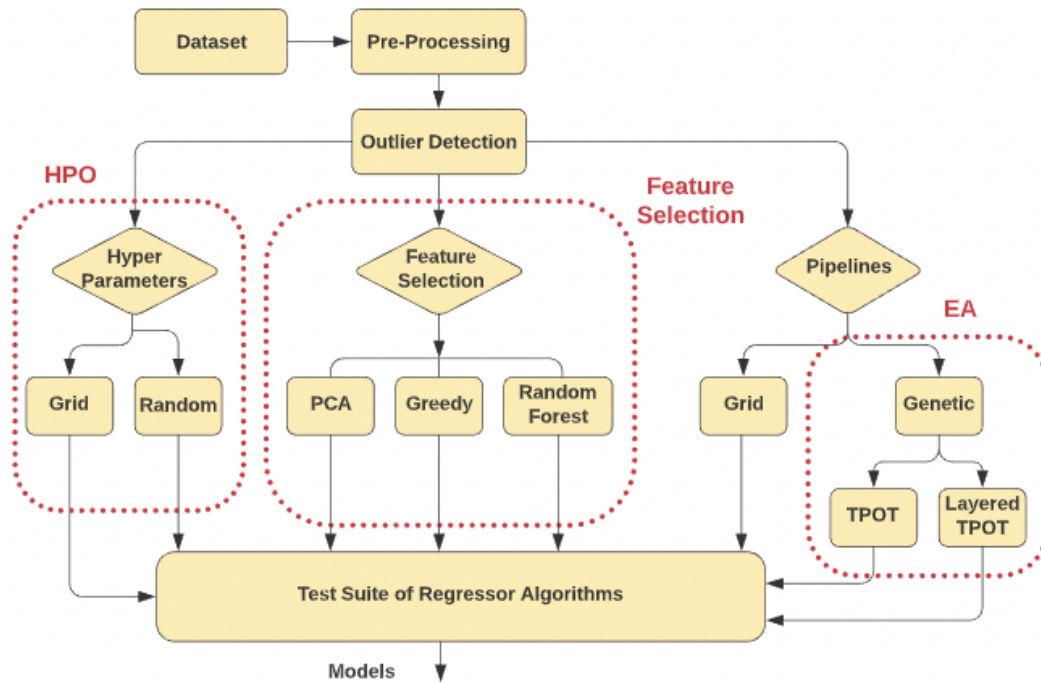 Dataset
Pre-Processing
Outlier Detection
HPO
Feature
Selection
Hyper
Parameters
Feature
Selection
Pipelines
EA
Grid
Random
PCA
Greedy
Random
Forest
Grid
Genetic
TPOT
Layered
TPOT
Test Suite of Regressor Algorithms
Models